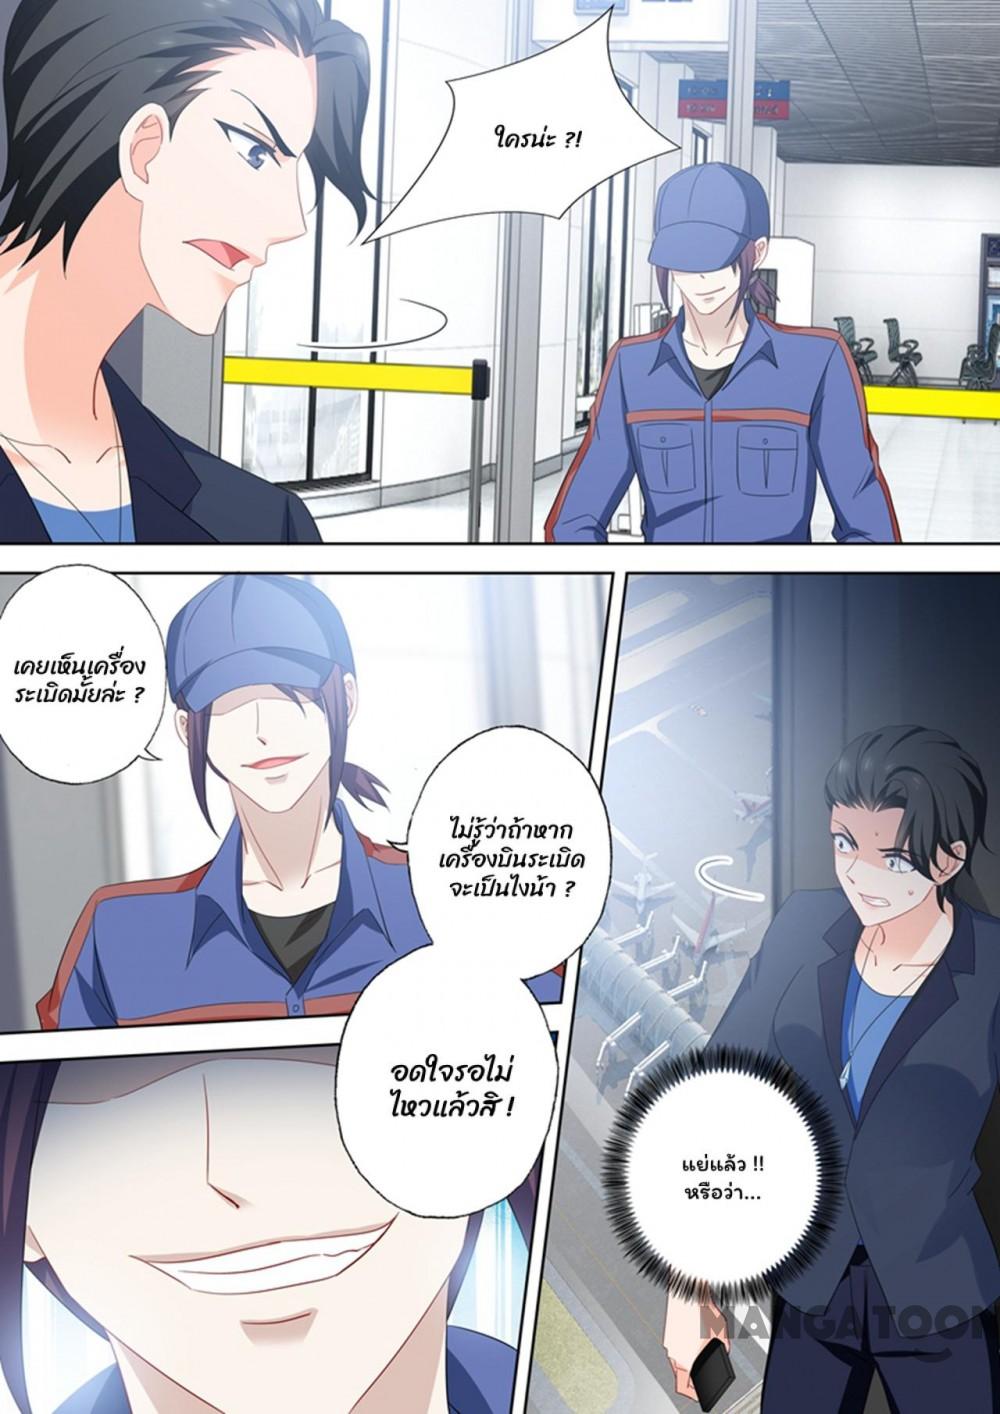 ใครน่ะ ?!
เคยเห็นเครื่อง
ระเบิดมั้ยล่ะ ?
ไม่รู้ว่าถ้าหาก
เครื่องบินระเบิด
จะเป็นไงน้า ?
อดใจรอไม่
ไหวแล้วสิ !
แย่แล้ว !!
หรือว่า...
MANGATOON